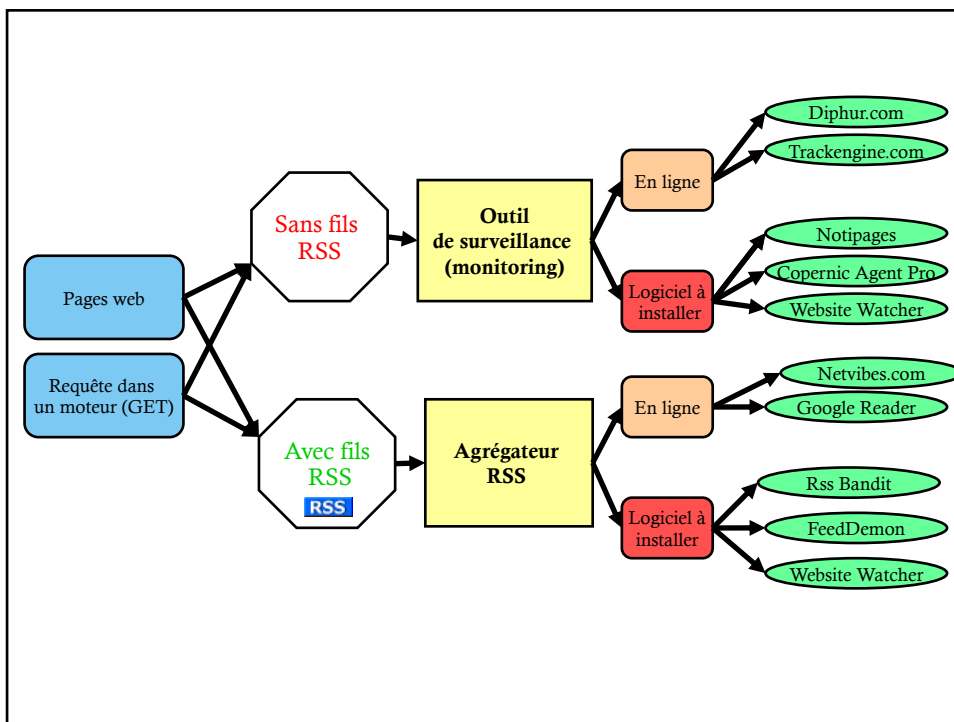 Pages web
Requête dans
un moteur (GET)
Sans fils
RSS
Avec fils
RSS
RSS
Outil
de surveillance
(monitoring)
Agrégateur
RSS
En ligne
Logiciel à
installer
En ligne
Logiciel à
installer
Diphur.com
Trackengine.com
Notipages
Copernic Agent Pro
Website Watcher
Netvibes.com
Google Reader
Rss Bandit
FeedDemon
Website Watcher